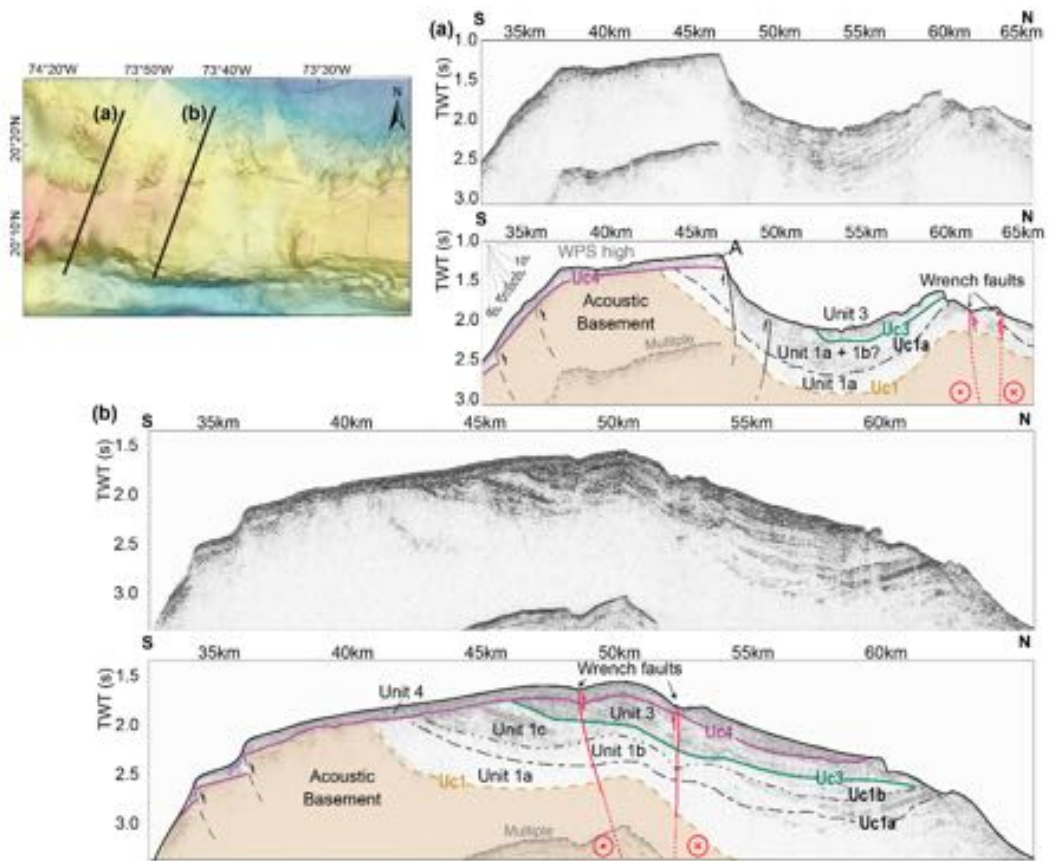 74°20'W 73°50'W 73°40'W 73°30'W
(a) (b) N
20°20'N
20°10'N
(a) S N
35km 40km 45km 50km 55km 60km 65km
TWT (s)
1.0
1.5
2.0
2.5
3.0
S N
35km 40km 45km 50km 55km 60km 65km
TWT (s)
1.0
1.5
2.0
2.5
3.0
WPS high
A
10°
60°
Uc4
Wrench faults
Acoustic
Basement
Unit 3
Uc3
Uc1a
Unit 1a + 1b?
Multiple
Unit 1a
Uc1
(b) S N
35km 40km 45km 50km 55km 60km
TWT (s)
1.5
2.0
2.5
3.0
S N
35km 40km 45km 50km 55km 60km
TWT (s)
1.5
2.0
2.5
3.0
Wrench faults
Unit 4
Unit 3
Uc4
Unit 1c
Unit 1b
Unit 1a
Uc1
Uc3
Uc1b
Uc1a
Acoustic
Basement
Multiple